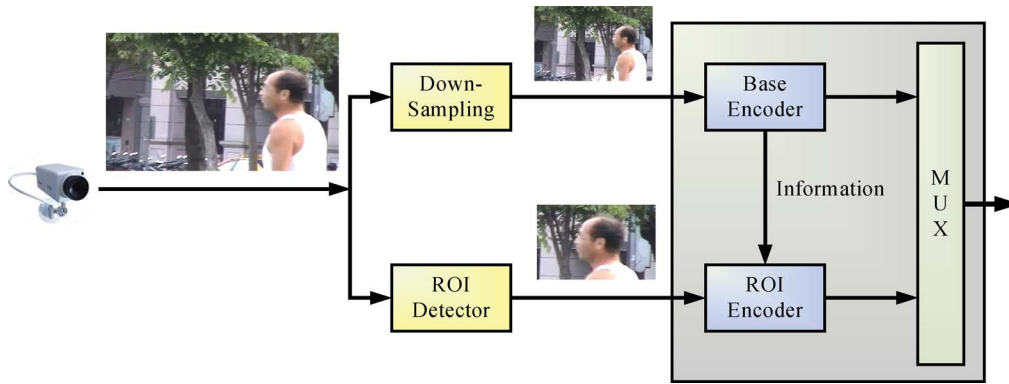 Down-
Sampling
Base
Encoder
Information
M
U
X
ROI
Detector
ROI
Encoder